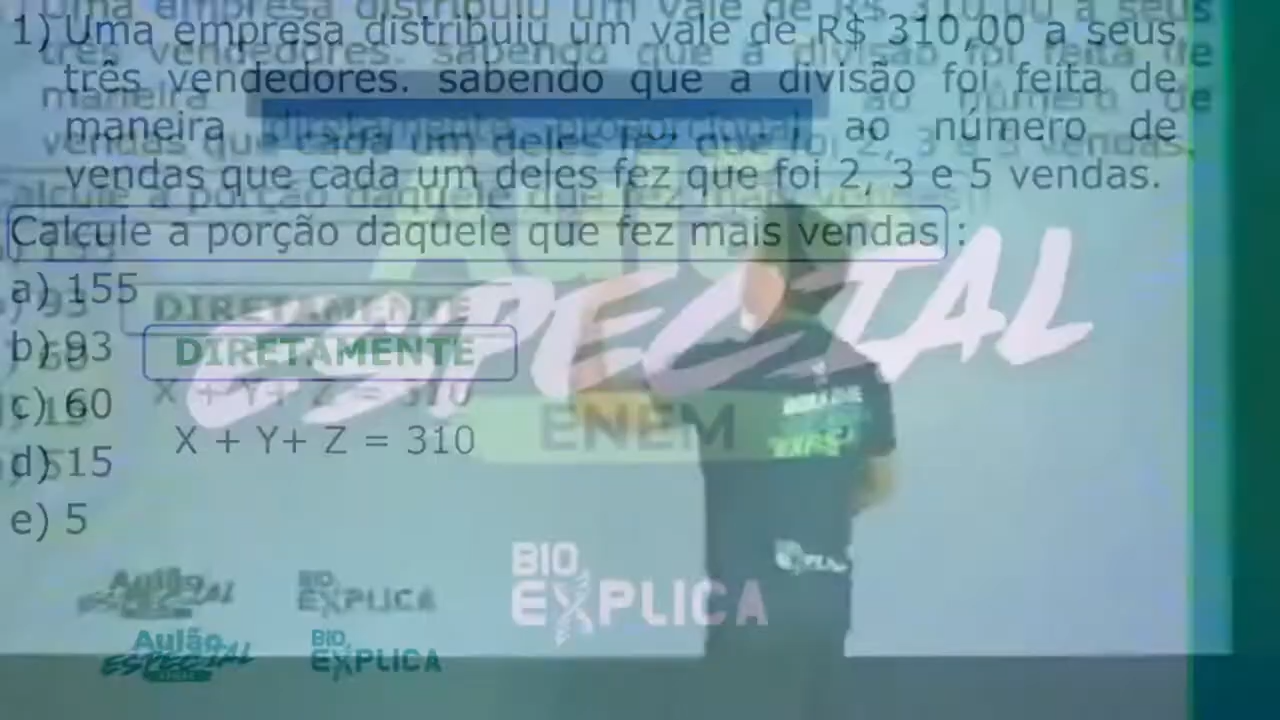 1) Uma empresa distribuiu um vale de R$ 310,00 a seus
três vendedores. sabendo que a divisão foi feita de
maneira diretamente proporcional ao número de
vendas que cada um deles fez que foi 2, 3 e 5 vendas.
Calcule a porção daquele que fez mais vendas :
a) 155
b) 93
c) 60
d) 15
e) 5
DIRETAMENTE
X + Y+ Z = 310
ESPECIAL
ENEM
BIO
EXPLICA
Aulão
ESPECIAL
BIO
EXPLICA